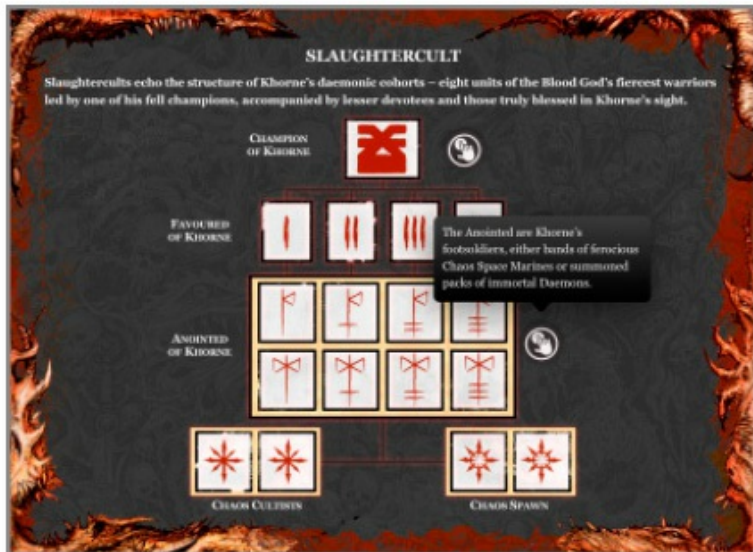 SLAUGHTERCULT
Slaughtercults echo the structure of Khorne's daemonic cohorts – eight units of the Blood God's fiercest warriors
led by one of his fell champions, accompanied by lesser devotees and those truly blessed in Khorne's sight.
CHAMPION
OF KHORNE
FAVOURED
OF KHORNE
The Anointed are Khorne's
footsoldiers, either bands of ferocious
Chaos Space Marines or summoned
packs of immortal Daemons.
ANOINTED
OF KHORNE
CHAOS CULTISTS
CHAOS SPAWN